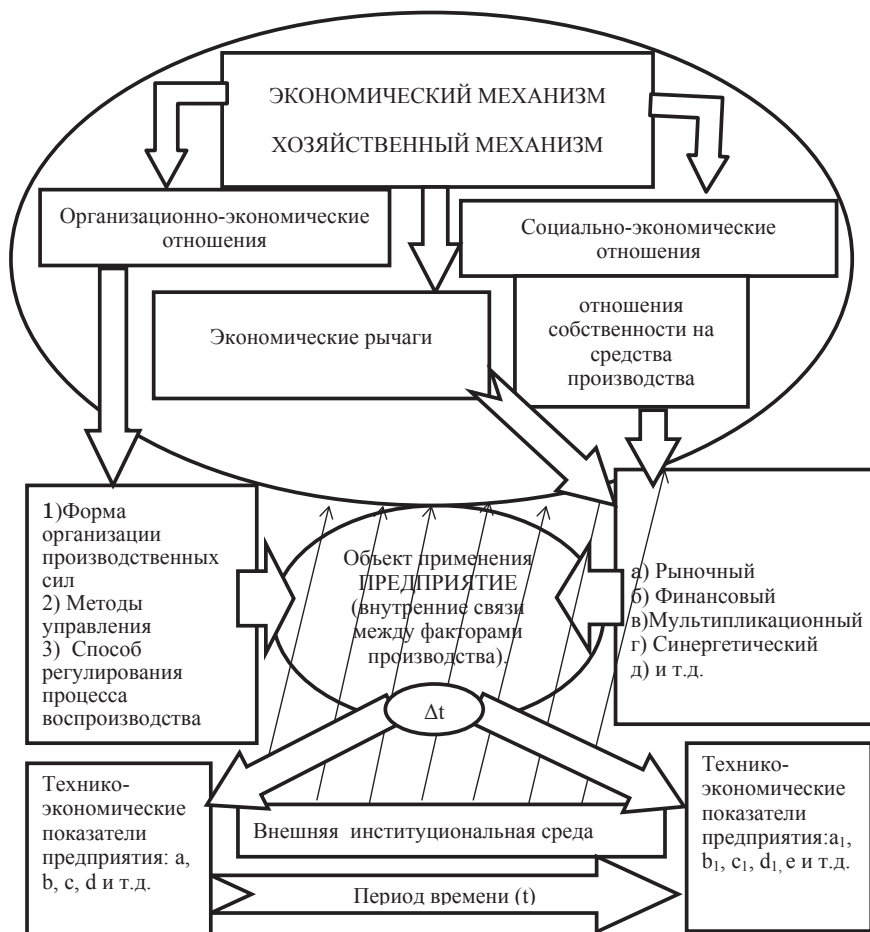 ЭКОНОМИЧЕСКИЙ МЕХАНИЗМ
ХОЗЯЙСТВЕННЫЙ МЕХАНИЗМ
Организационно-экономические
отношения
Социально-экономические
отношения
Экономические рычаги
отношения
собственности на
средства
производства
1)Форма
организации
производственных
сил
2) Методы
управления
3) Способ
регулирования
процесса
воспроизводства
Объект применения
ПРЕДПРИЯТИЕ
(внутренние связи
между факторами
производства).
а) Рыночный
б) Финансовый
в)Мультипликационный
г) Синергетический
д) и т.д.
Δt
Технико-
экономические
показатели
предприятия: a,
b, c, d и т.д.
Внешняя институциональная среда
Технико-
экономические
показатели
предприятия:a₁,
b₁, c₁, d₁, e и т.д.
Период времени (t)